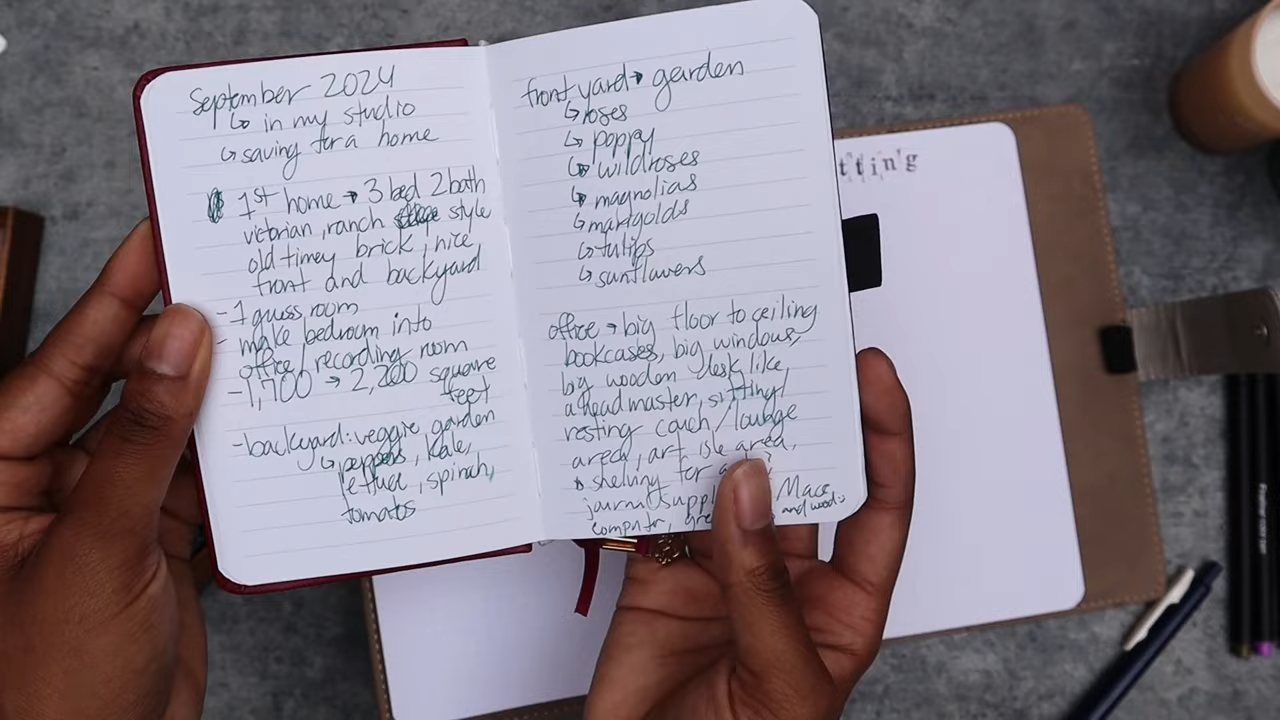 September 2024
↳ in my studio
↳ saving for a home
1st home → 3 bed 2 bath
victorian, ranch style
old timey brick, nice,
front and backyard
- 1 guess room
- make bedroom into
office / recording room
- 1,700 → 2,200 square
feet
- backyard: veggie garden
↳ peppers, kale,
lettuce, spinch,
tomatos
front yard → garden
↳ roses
↳ poppy
↳ wildroses
↳ magnolias
↳ marigolds
↳ tulips
↳ sunflowers
office → big floor to ceiling
bookcases, big windows,
big wooden desk like
a headmaster, sitting/
resting couch/lounge
area, art isle area,
shelving for
journal
computer, and wood
tting